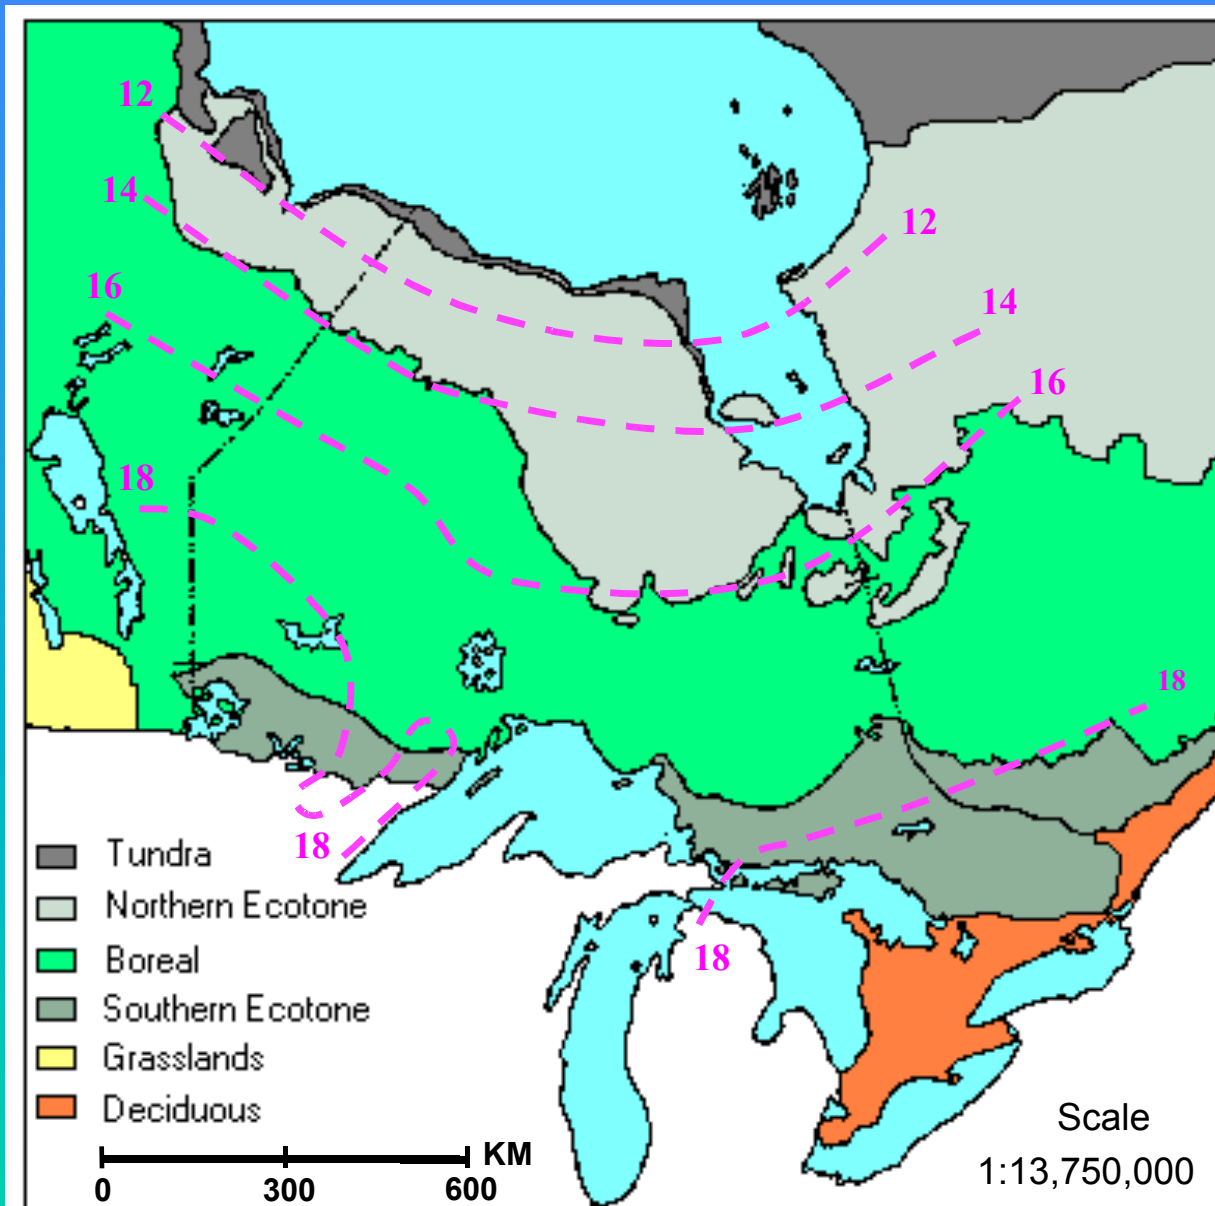 12
14
16
18
12
14
16
18
18
18
Tundra
Northern Ecotone
Boreal
Southern Ecotone
Grasslands
Deciduous
KM
0 300 600
Scale
1:13,750,000